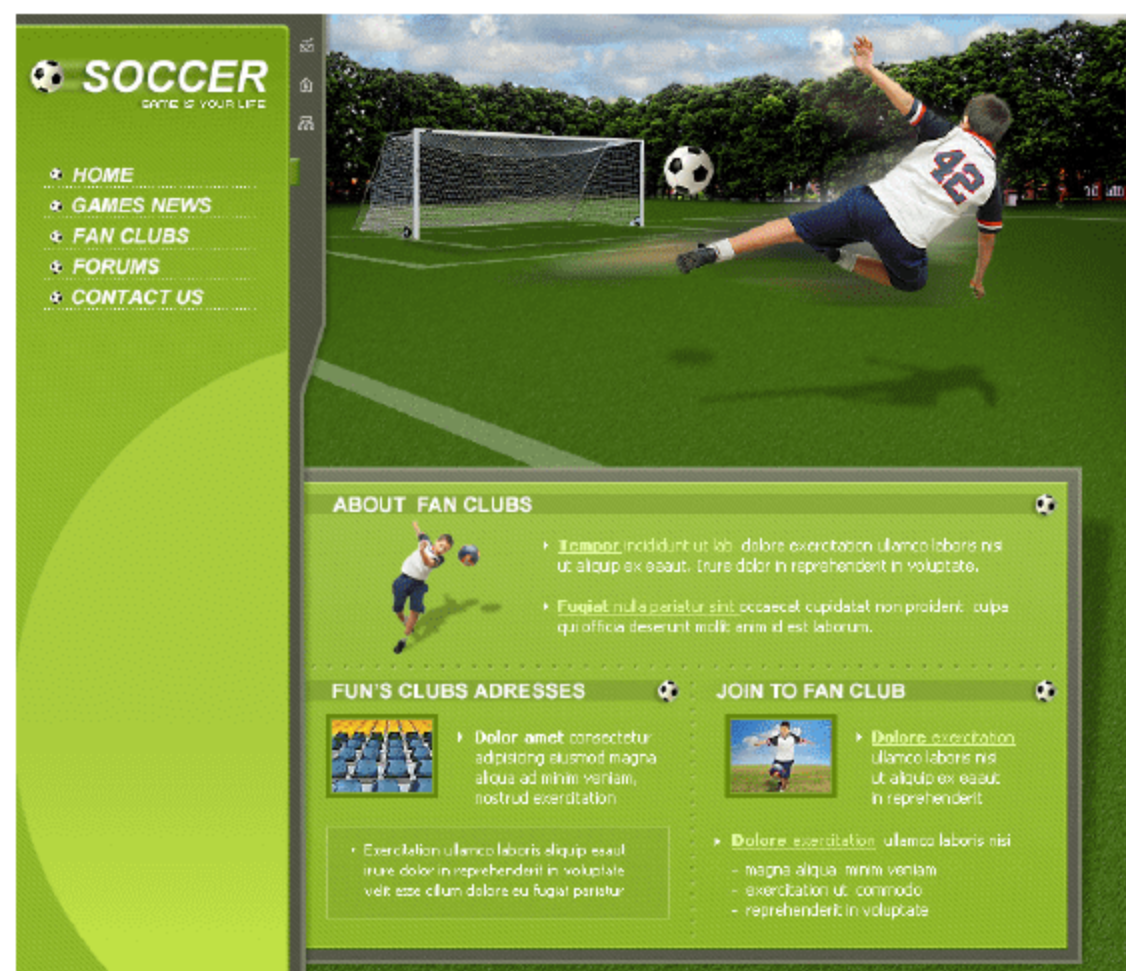 SOCCER
GAME IS YOUR LIFE
HOME
GAMES NEWS
FAN CLUBS
FORUMS
CONTACT US
42
ABOUT FAN CLUBS
Tempor incididunt ut lab dolore exercitation ullamco laboris nisi
ut aliquip ex eaaut. Irure dolor in reprehenderit in voluptate.
Fugiat nulla pariatur sint occaecat cupidatat non proident culpa
qui officia deserunt mollit anim id est laborum.
FUN'S CLUBS ADRESSES
Dolor amet consectetur
adipisicing eiusmod magna
aliqua ad minim veniam,
nostrud exercitation
Exercitation ullamco laboris aliquip eaaut
irure dolor in reprehenderit in voluptate
velit esse cillum dolore eu fugiat pariatur
JOIN TO FAN CLUB
Dolore exercitation
ullamco laboris nisi
ut aliquip ex eaaut
in reprehenderit
Dolore exercitation ullamco laboris nisi
- magna aliqua minim veniam
- exercitation ut commodo
- reprehenderit in voluptate